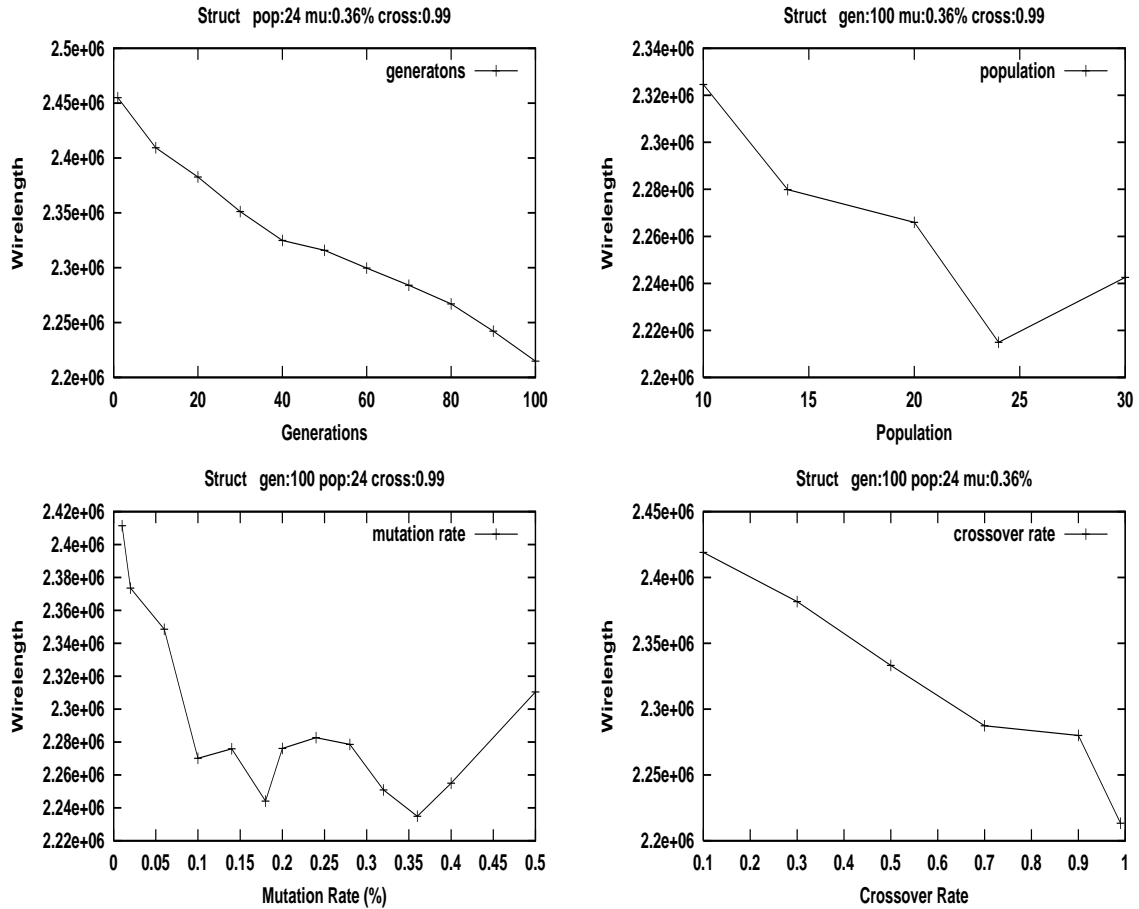 Struct pop:24 mu:0.36% cross:0.99
2.5e+06
2.45e+06
2.4e+06
2.35e+06
2.3e+06
2.25e+06
2.2e+06
Wirelength
generatons
0 20 40 60 80 100
Generations
Struct gen:100 mu:0.36% cross:0.99
2.34e+06
2.32e+06
2.3e+06
2.28e+06
2.26e+06
2.24e+06
2.22e+06
2.2e+06
Wirelength
population
10 15 20 25 30
Population
Struct gen:100 pop:24 cross:0.99
2.42e+06
2.4e+06
2.38e+06
2.36e+06
2.34e+06
2.32e+06
2.3e+06
2.28e+06
2.26e+06
2.24e+06
2.22e+06
Wirelength
mutation rate
0 0.05 0.1 0.15 0.2 0.25 0.3 0.35 0.4 0.45 0.5
Mutation Rate (%)
Struct gen:100 pop:24 mu:0.36%
2.45e+06
2.4e+06
2.35e+06
2.3e+06
2.25e+06
2.2e+06
Wirelength
crossover rate
0.1 0.2 0.3 0.4 0.5 0.6 0.7 0.8 0.9 1
Crossover Rate